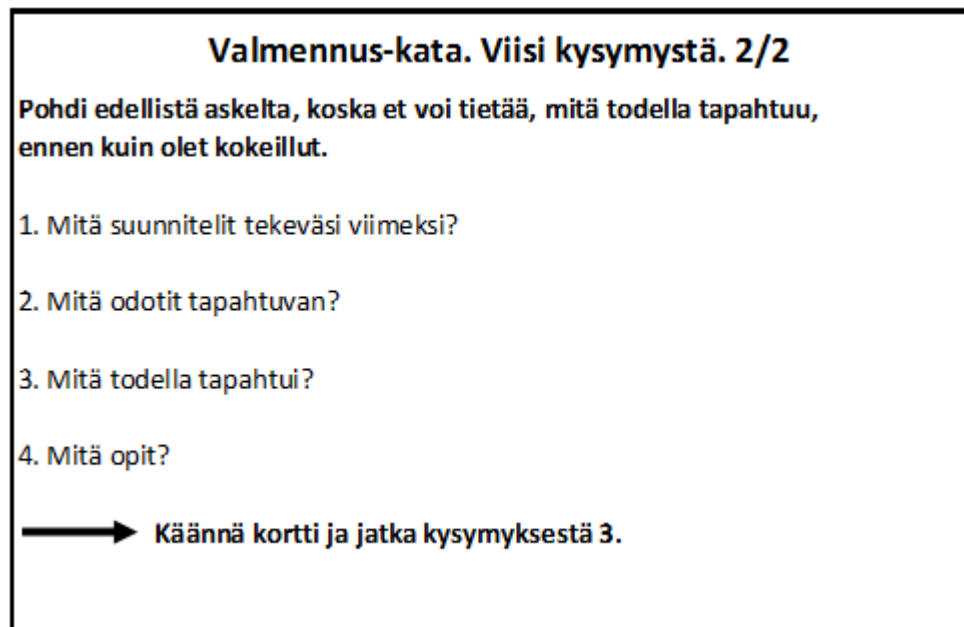 Valmennus-kata. Viisi kysymystä. 2/2
Pohdi edellistä askelta, koska et voi tietää, mitä todella tapahtuu,
ennen kuin olet kokeillut.
1. Mitä suunnitelit tekeväsi viimeksi?
2. Mitä odotit tapahtuvan?
3. Mitä todella tapahtui?
4. Mitä opit?
Käännä kortti ja jatka kysymyksestä 3.